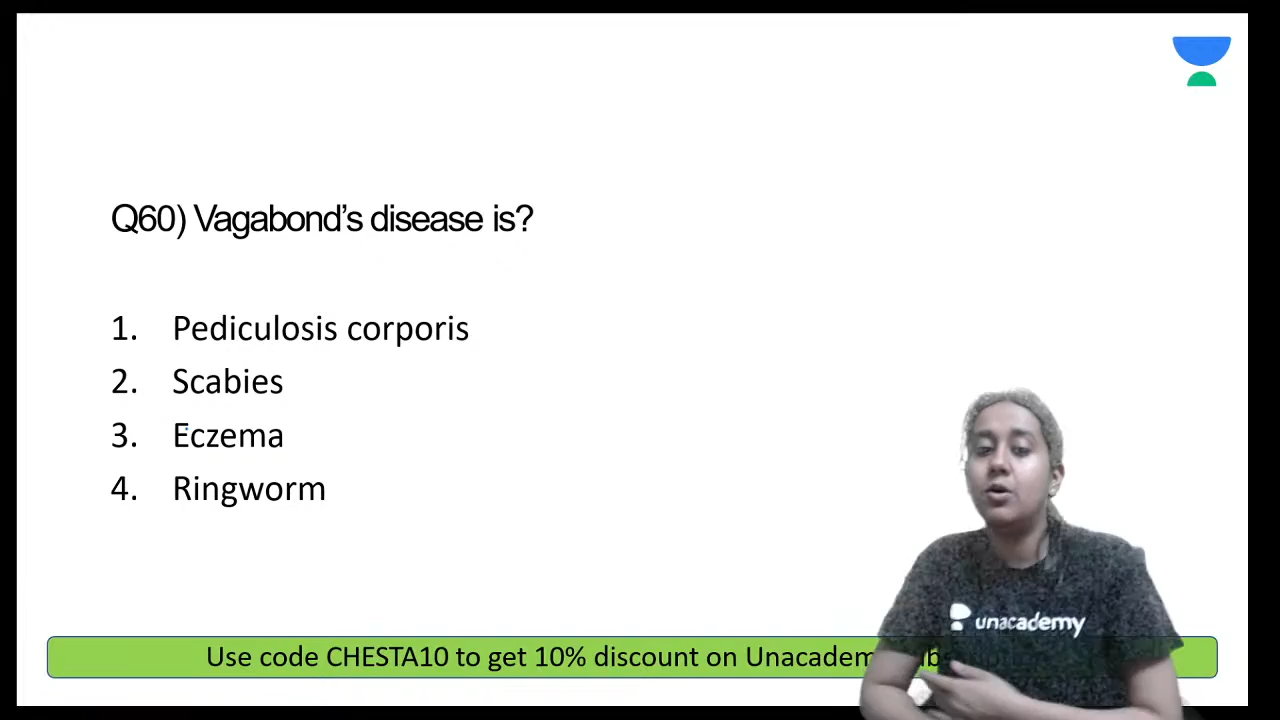 Q60) Vagabond’s disease is?
1. Pediculosis corporis
2. Scabies
3. Eczema
4. Ringworm
unacademy
Use code CHESTA10 to get 10% discount on